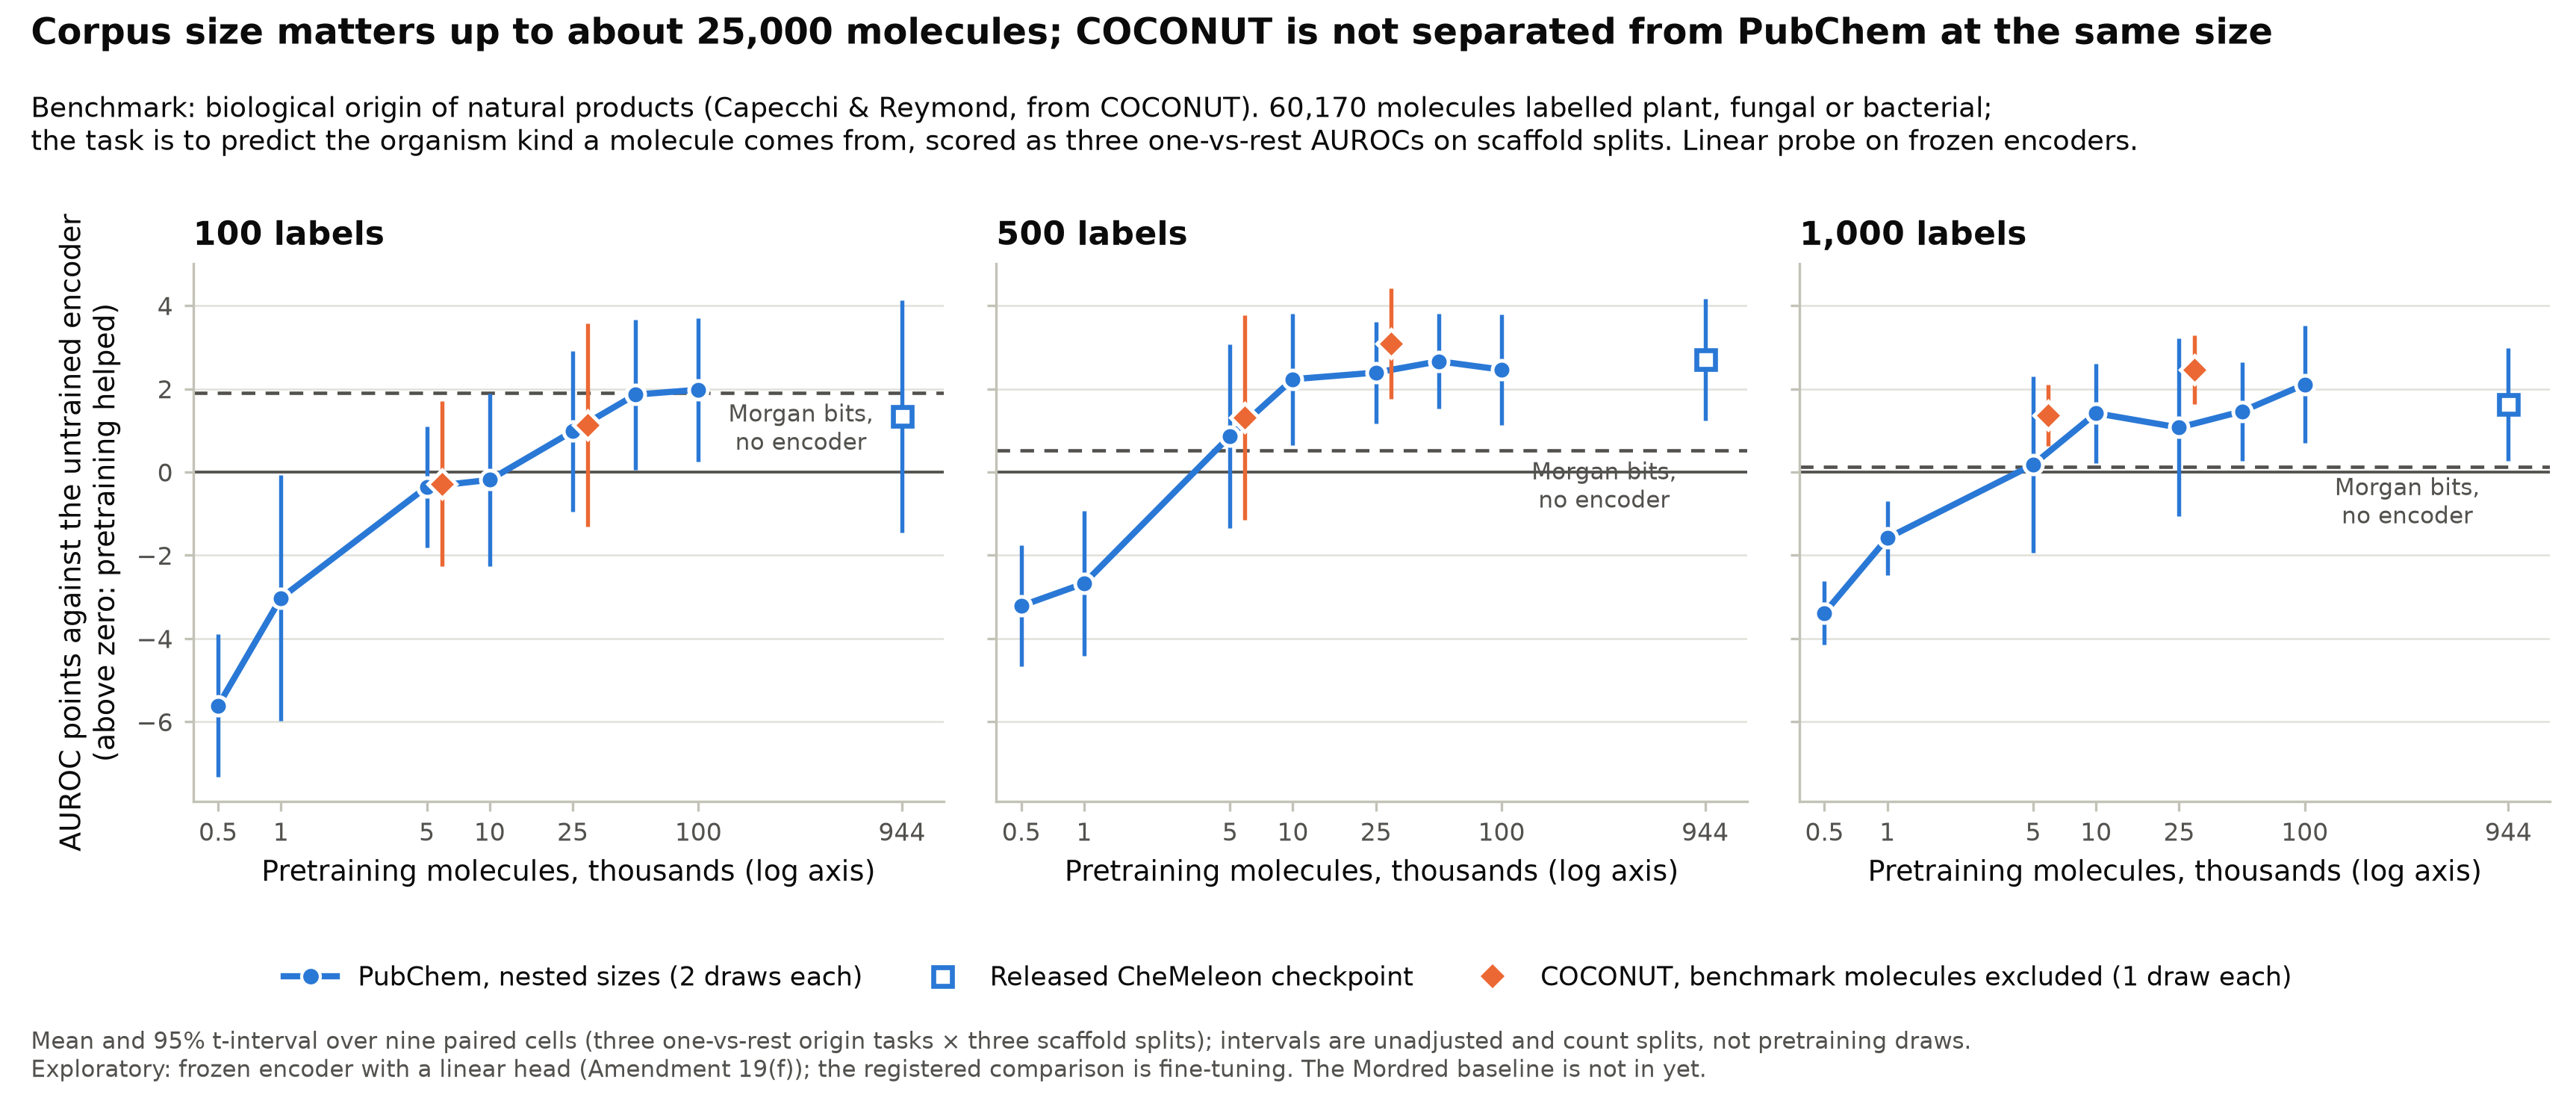 Corpus size matters up to about 25,000 molecules; COCONUT is not separated from PubChem at the same size
Benchmark: biological origin of natural products (Capecchi & Reymond, from COCONUT). 60,170 molecules labelled plant, fungal or bacterial;
the task is to predict the organism kind a molecule comes from, scored as three one-vs-rest AUROCs on scaffold splits. Linear probe on frozen encoders.
AUROC points against the untrained encoder
(above zero: pretraining helped)
100 labels
4
2
0
−2
−4
−6
Morgan bits,
no encoder
0.5 1 5 10 25 100 944
Pretraining molecules, thousands (log axis)
500 labels
Morgan bits,
no encoder
0.5 1 5 10 25 100 944
Pretraining molecules, thousands (log axis)
1,000 labels
Morgan bits,
no encoder
0.5 1 5 10 25 100 944
Pretraining molecules, thousands (log axis)
PubChem, nested sizes (2 draws each) Released CheMeleon checkpoint COCONUT, benchmark molecules excluded (1 draw each)
Mean and 95% t-interval over nine paired cells (three one-vs-rest origin tasks × three scaffold splits); intervals are unadjusted and count splits, not pretraining draws.
Exploratory: frozen encoder with a linear head (Amendment 19(f)); the registered comparison is fine-tuning. The Mordred baseline is not in yet.